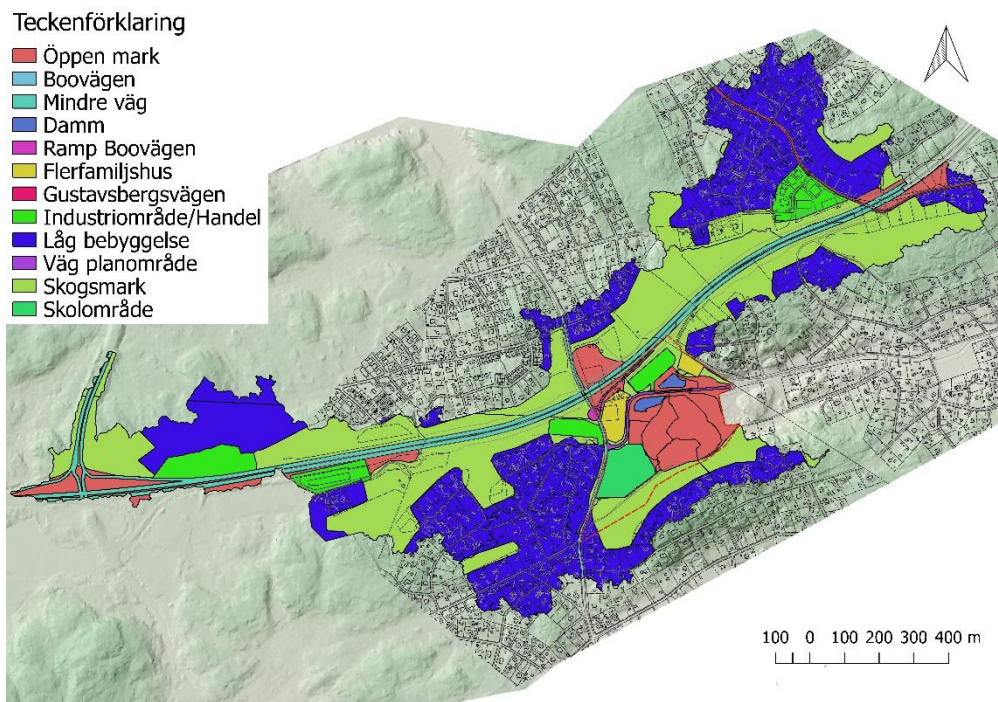 Teckenförklaring
Öppen mark
Boovägen
Mindre väg
Damm
Ramp Boovägen
Flerfamiljshus
Gustavsbergsvägen
Industriområde/Handel
Låg bebyggelse
Väg planområde
Skogsmark
Skolområde
100 0 100 200 300 400 m